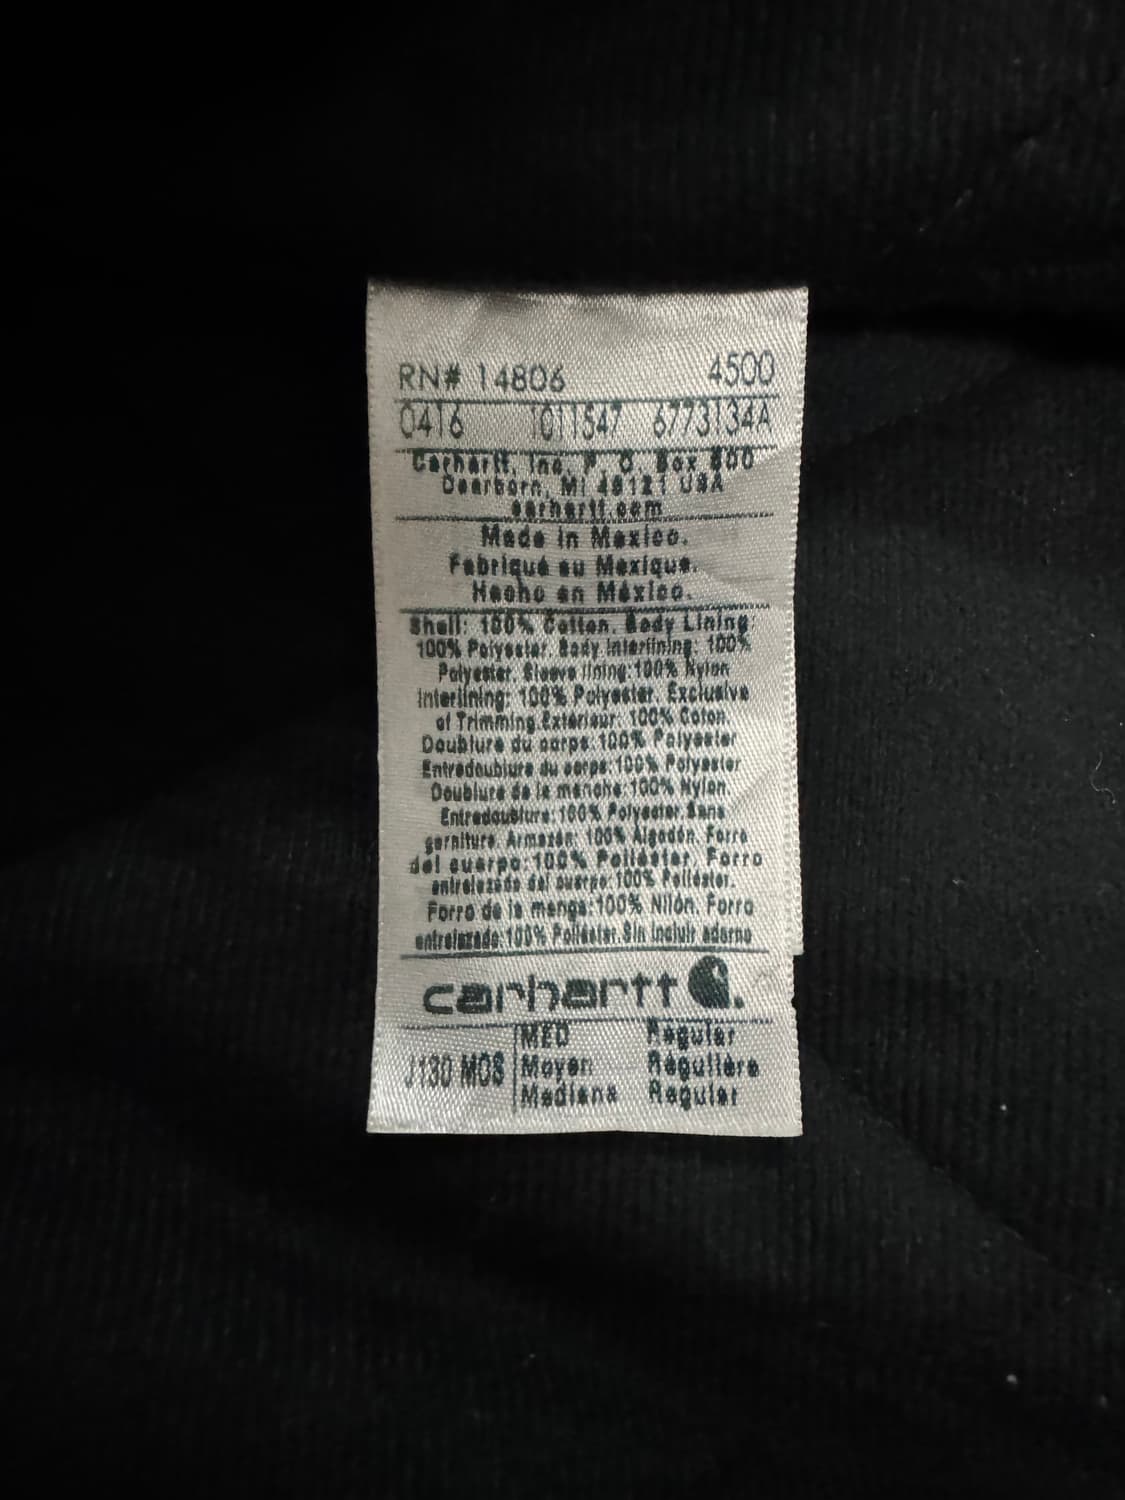 RN# 14806 4500
0416 1011547 6773134A
Carhartt, Inc. P. O. Box 600
Dearborn, MI 48121 USA
carhartt.com
Made in Mexico.
Fabriqué au Mexique.
Hecho en México.
Shell: 100% Cotton. Body Lining
100% Polyester. Body Interlining: 100%
Polyester. Sleeve lining:100% Nylon
Interlining: 100% Polyester. Exclusive
of Trimming.Extérieur: 100% Coton.
Doublure du corps:100% Polyester
Entredoublure du corps:100% Polyester
Doublure de la manche:100% Nylon.
Entredoublure:100% Polyester.Sans
garniture. Armazón: 100% Algodón. Forro
del cuerpo:100% Poliéster. Forro
entrelazado del cuerpo:100% Poliéster.
Forro de la manga:100% Nilón. Forro
entrelazado:100% Poliéster.Sin incluir adorno
carhartt
J130 MOS MED Regular
Moyen Régulière
Mediana Regular